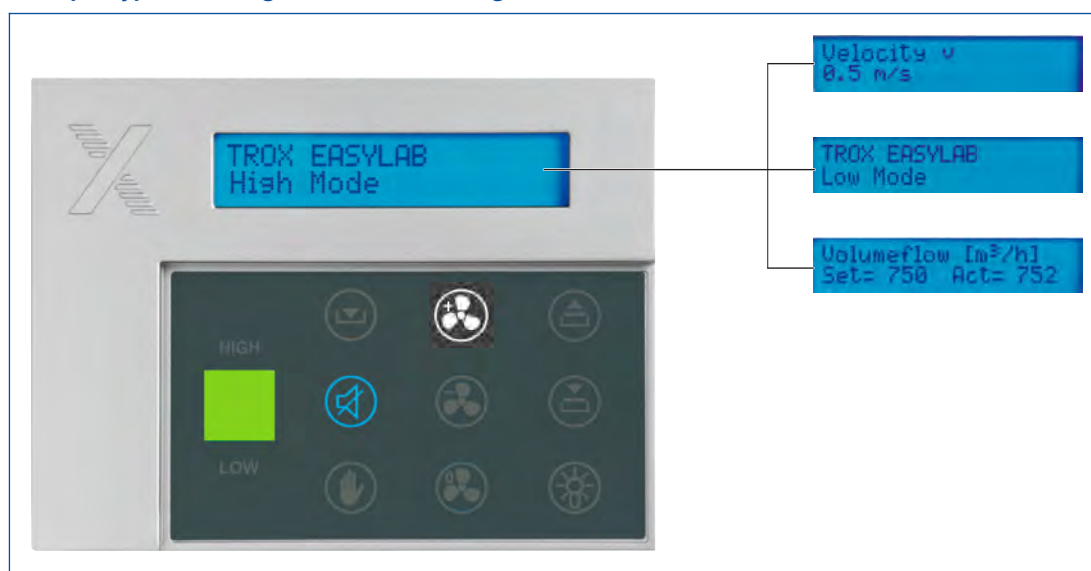 TROX EASYLAB
High Mode
HIGH
LOW
Velocity v
0.5 m/s
TROX EASYLAB
Low Mode
Volumeflow [m³/h]
Set= 750 Act= 752